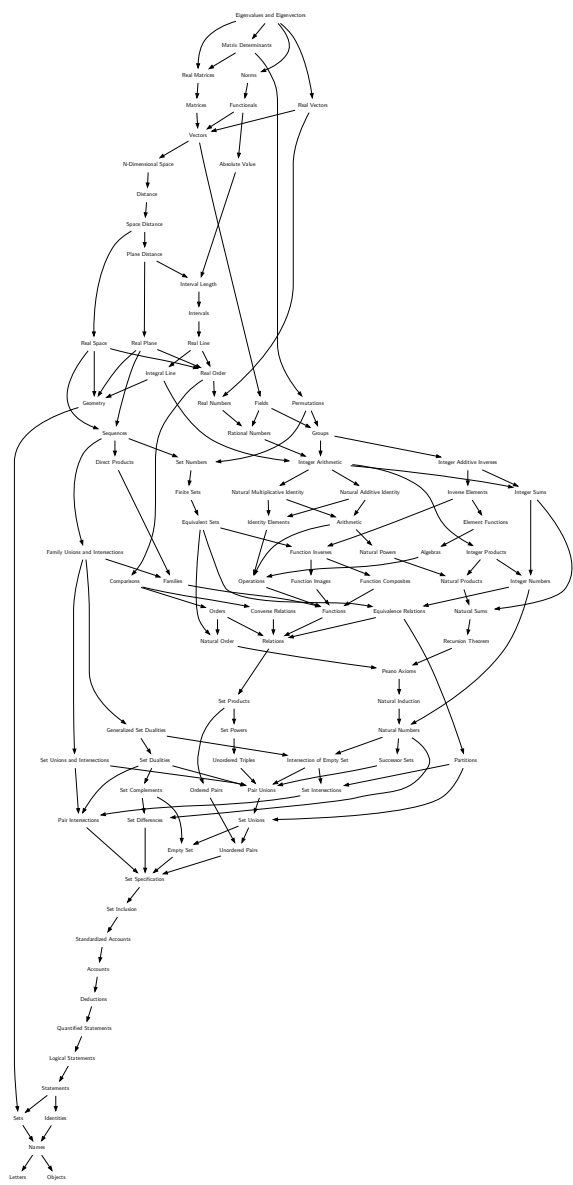 Eigenvalues and Eigenvectors
Matrix Determinants
Real Matrices
Norms
Matrices
Functionals
Real Vectors
Vectors
N-Dimensional Space
Absolute Value
Distance
Space Distance
Plane Distance
Interval Length
Intervals
Real Space
Real Plane
Real Line
Integral Line
Real Order
Geometry
Real Numbers
Fields
Permutations
Sequences
Rational Numbers
Groups
Direct Products
Set Numbers
Integer Arithmetic
Integer Additive Inverses
Finite Sets
Natural Multiplicative Identity
Natural Additive Identity
Inverse Elements
Integer Sums
Equivalent Sets
Identity Elements
Arithmetic
Element Functions
Family Unions and Intersections
Function Inverses
Natural Powers
Algebras
Integer Products
Comparisons
Families
Operations
Function Images
Function Composites
Natural Products
Integer Numbers
Orders
Converse Relations
Functions
Equivalence Relations
Natural Sums
Natural Order
Relations
Recursion Theorem
Peano Axioms
Set Products
Natural Induction
Generalized Set Dualities
Set Powers
Natural Numbers
Set Unions and Intersections
Set Dualities
Unordered Triples
Intersection of Empty Set
Successor Sets
Partitions
Set Complements
Ordered Pairs
Pair Unions
Set Intersections
Pair Intersections
Set Differences
Set Unions
Empty Set
Unordered Pairs
Set Specification
Set Inclusion
Standardized Accounts
Accounts
Deductions
Quantified Statements
Logical Statements
Statements
Sets
Identities
Names
Letters
Objects